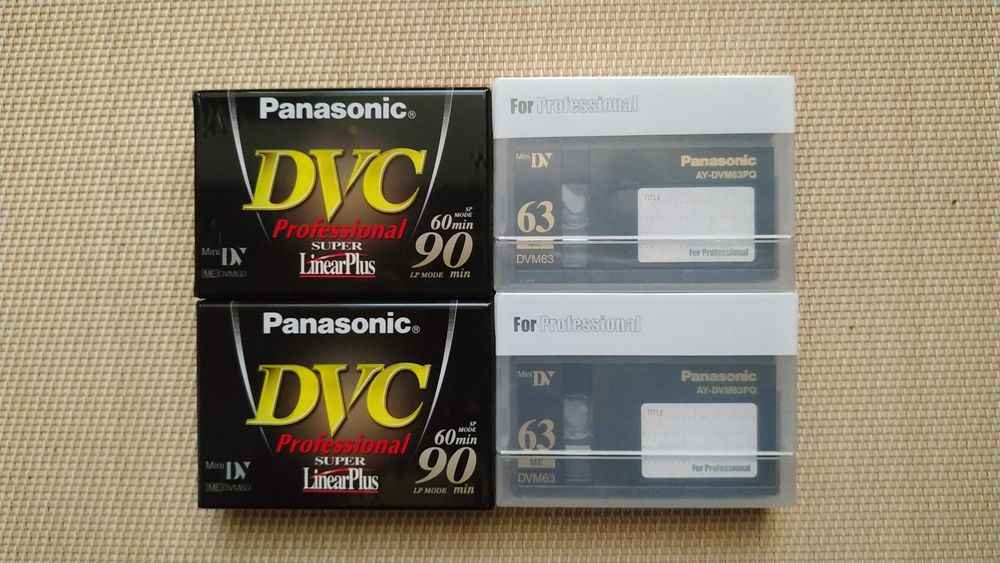 Panasonic®
DVC
Professional
SUPER
LinearPlus
Mini DV
ME DVM60
SP
MODE
60min
90
LP MODE min
For Professional
Mini DV
Panasonic
AY-DVM63PQ
63
TITLE
ME
DVM63
For Professional
Panasonic®
DVC
Professional
SUPER
LinearPlus
Mini DV
ME DVM60
SP
MODE
60min
90
LP MODE min
For Professional
Mini DV
Panasonic
AY-DVM63PQ
63
TITLE
ME
DVM63
For Professional